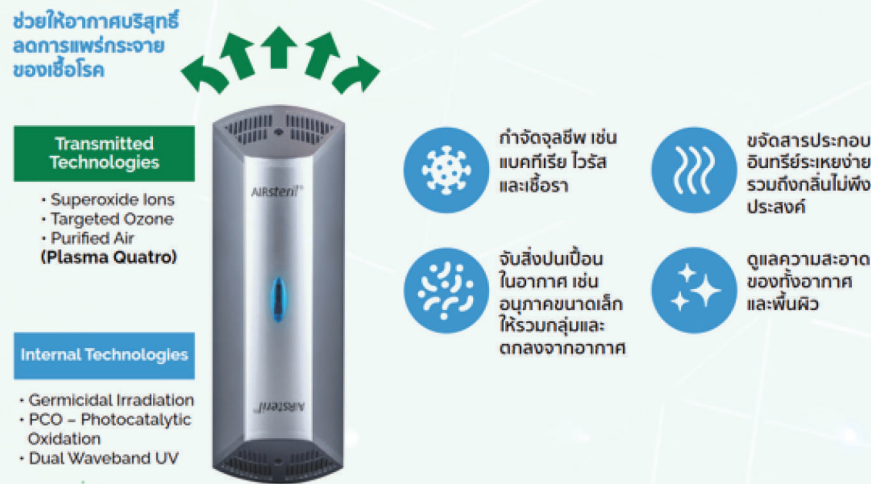 ช่วยให้อากาศบริสุทธิ์
ลดการแพร่กระจาย
ของเชื้อโรค
Transmitted
Technologies
• Superoxide Ions
• Targeted Ozone
• Purified Air
(Plasma Quatro)
Internal Technologies
• Germicidal Irradiation
• PCO – Photocatalytic
Oxidation
• Dual Waveband UV
AIRsteril®
AIRsteril®
กำจัดจุลชีพ เช่น
แบคทีเรีย ไวรัส
และเชื้อรา
ขจัดสารประกอบ
อินทรีย์ระเหยง่าย
รวมถึงกลิ่นไม่พึง
ประสงค์
จับสิ่งปนเปื้อน
ในอากาศ เช่น
อนุภาคขนาดเล็ก
ให้รวมกลุ่มและ
ตกลงจากอากาศ
ดูแลความสะอาด
ของทั้งอากาศ
และพื้นผิว